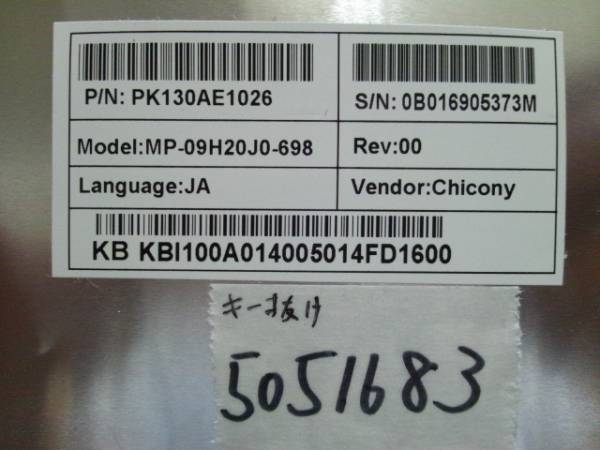 P/N: PK130AE1026
S/N: 0B016905373M
Model:MP-09H20J0-698
Rev:00
Language:JA
Vendor:Chicony
KB KBI100A014005014FD1600
キー抜け
5051683